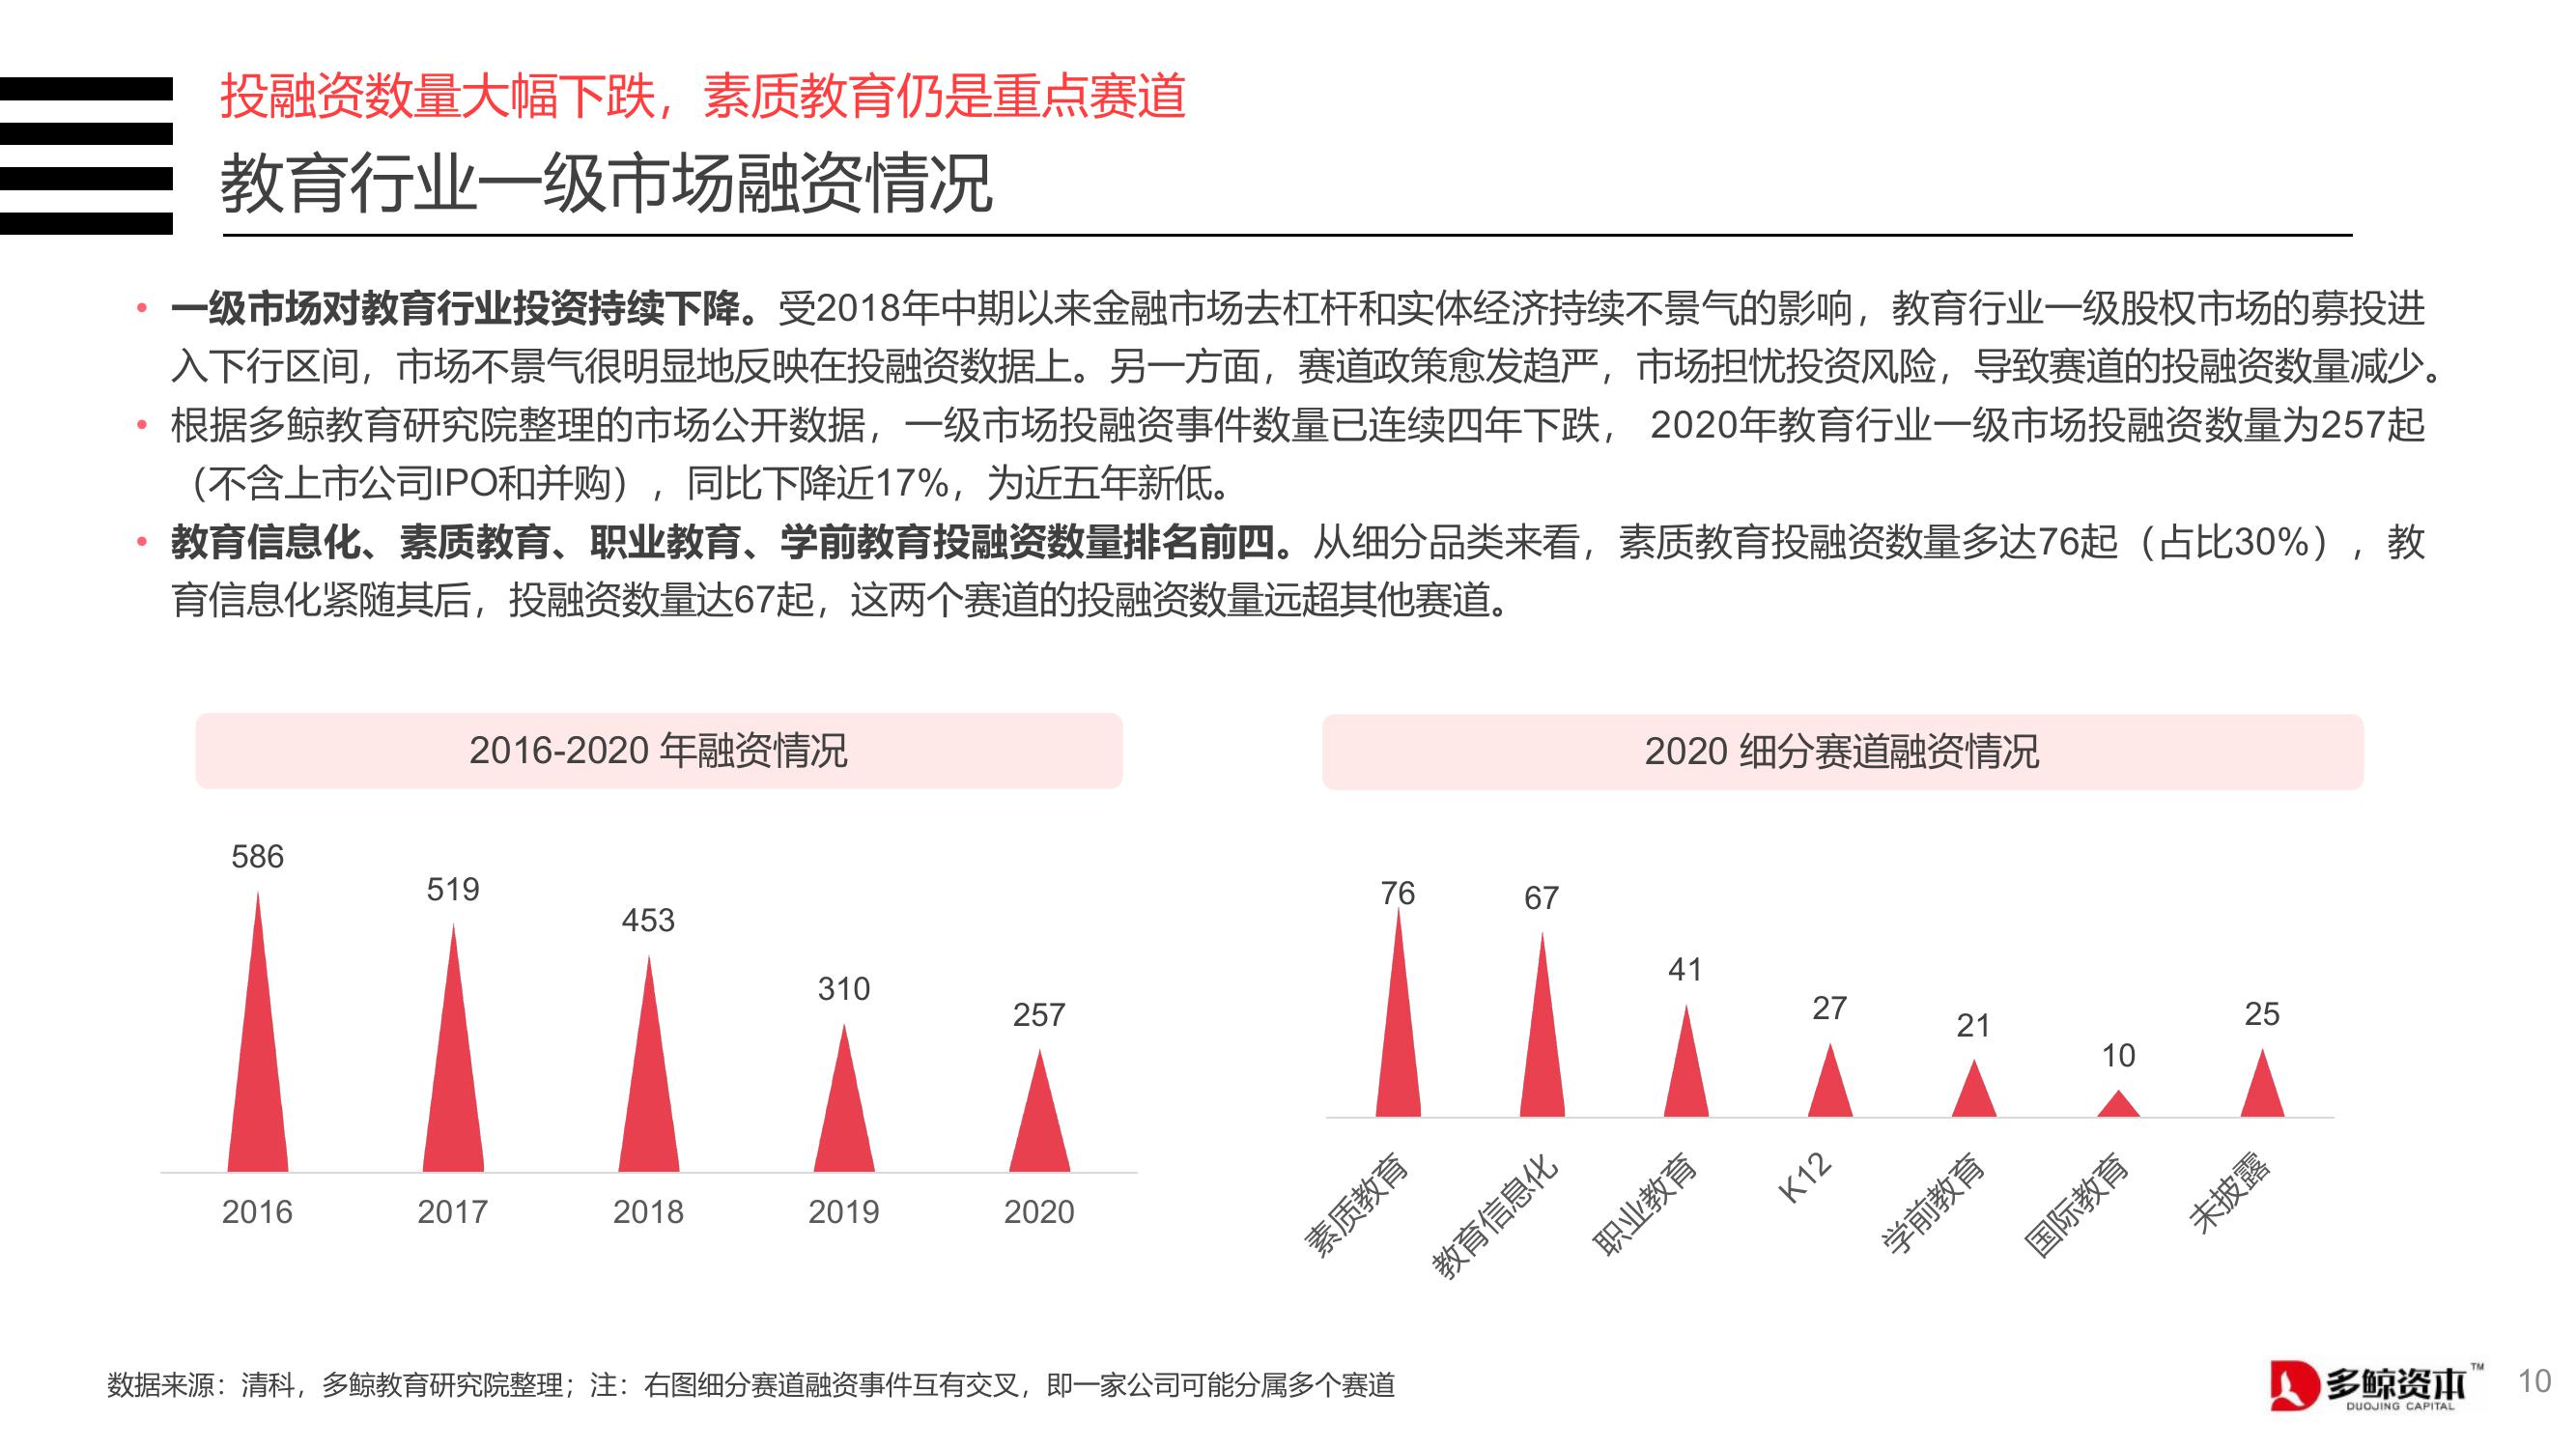 投融资数量大幅下跌，素质教育仍是重点赛道
教育行业一级市场融资情况
• 一级市场对教育行业投资持续下降。受2018年中期以来金融市场去杠杆和实体经济持续不景气的影响，教育行业一级股权市场的募投进
入下行区间，市场不景气很明显地反映在投融资数据上。另一方面，赛道政策愈发趋严，市场担忧投资风险，导致赛道的投融资数量减少。
• 根据多鲸教育研究院整理的市场公开数据，一级市场投融资事件数量已连续四年下跌， 2020年教育行业一级市场投融资数量为257起
（不含上市公司IPO和并购），同比下降近17%，为近五年新低。
• 教育信息化、素质教育、职业教育、学前教育投融资数量排名前四。从细分品类来看，素质教育投融资数量多达76起（占比30%），教
育信息化紧随其后，投融资数量达67起，这两个赛道的投融资数量远超其他赛道。
2016-2020 年融资情况
586
519
453
310
257
2016
2017
2018
2019
2020
2020 细分赛道融资情况
76
67
41
27
21
10
25
素质教育
教育信息化
职业教育
K12
学前教育
国际教育
未披露
数据来源：清科，多鲸教育研究院整理；注：右图细分赛道融资事件互有交叉，即一家公司可能分属多个赛道
多鲸资本™
DUOJING CAPITAL
10